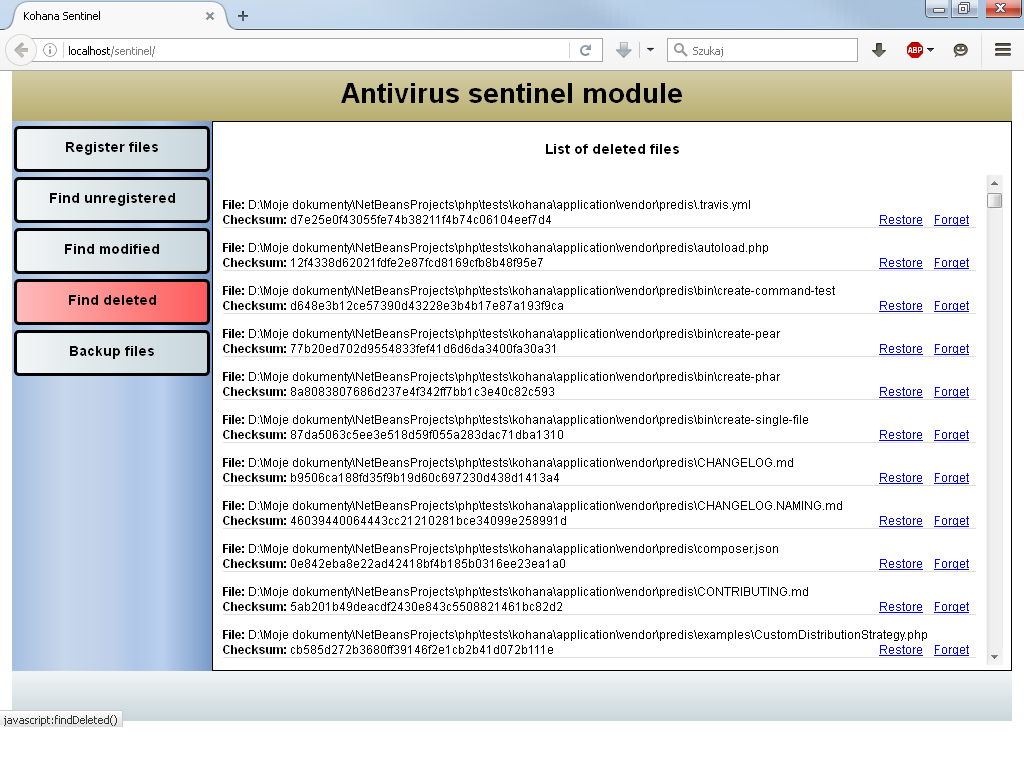 Kohana Sentinel
localhost/sentinel/
Szukaj
ABP
Antivirus sentinel module
Register files
Find unregistered
Find modified
Find deleted
Backup files
List of deleted files
File: D:\Moje dokumenty\NetBeansProjects\php\tests\kohana\application\vendor\predis\.travis.yml
Checksum: d7e25e0f43055fe74b38211f4b74c06104eef7d4 Restore Forget
File: D:\Moje dokumenty\NetBeansProjects\php\tests\kohana\application\vendor\predis\autoload.php
Checksum: 12f4338d62021fdfe2e87fcd8169cfb8b48f95e7 Restore Forget
File: D:\Moje dokumenty\NetBeansProjects\php\tests\kohana\application\vendor\predis\bin\create-command-test
Checksum: d648e3b12ce57390d43228e3b4b17e87a193f9ca Restore Forget
File: D:\Moje dokumenty\NetBeansProjects\php\tests\kohana\application\vendor\predis\bin\create-pear
Checksum: 77b20ed702d9554833fef41d6d6da3400fa30a31 Restore Forget
File: D:\Moje dokumenty\NetBeansProjects\php\tests\kohana\application\vendor\predis\bin\create-phar
Checksum: 8a8083807686d237e4f342ff7bb1c3e40c82c593 Restore Forget
File: D:\Moje dokumenty\NetBeansProjects\php\tests\kohana\application\vendor\predis\bin\create-single-file
Checksum: 87da5063c5ee3e518d59f055a283dac71dba1310 Restore Forget
File: D:\Moje dokumenty\NetBeansProjects\php\tests\kohana\application\vendor\predis\CHANGELOG.md
Checksum: b9506ca188fd35f9b19d60c697230d438d1413a4 Restore Forget
File: D:\Moje dokumenty\NetBeansProjects\php\tests\kohana\application\vendor\predis\CHANGELOG.NAMING.md
Checksum: 46039440064443cc21210281bce34099e258991d Restore Forget
File: D:\Moje dokumenty\NetBeansProjects\php\tests\kohana\application\vendor\predis\composer.json
Checksum: 0e842eba8e22ad42418bf4b185b0316ee23ea1a0 Restore Forget
File: D:\Moje dokumenty\NetBeansProjects\php\tests\kohana\application\vendor\predis\CONTRIBUTING.md
Checksum: 5ab201b49deacdf2430e843c5508821461bc82d2 Restore Forget
File: D:\Moje dokumenty\NetBeansProjects\php\tests\kohana\application\vendor\predis\examples\CustomDistributionStrategy.php
Checksum: cb585d272b3680ff39146f2e1cb2b41d072b111e Restore Forget
javascript:findDeleted()